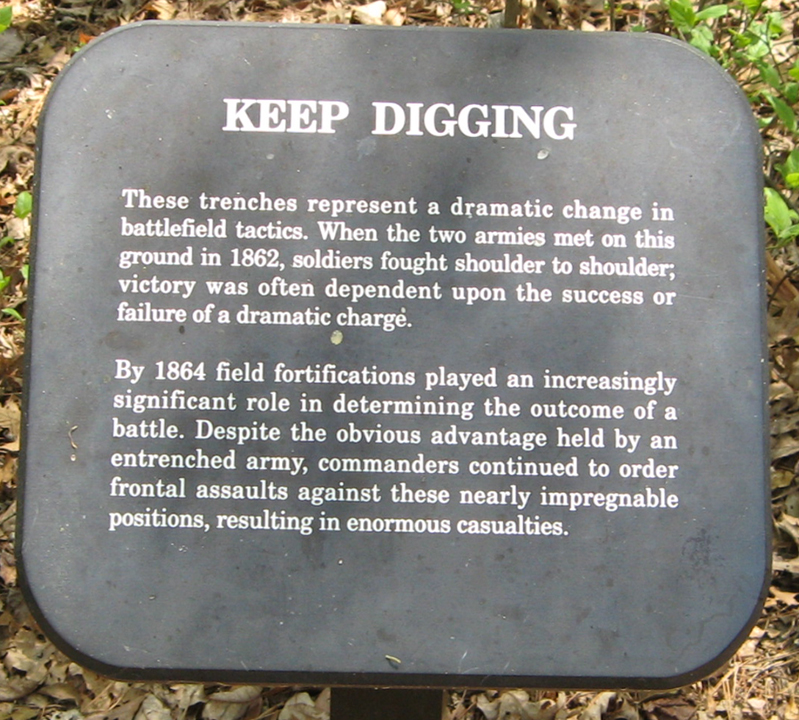 KEEP DIGGING
These trenches represent a dramatic change in
battlefield tactics. When the two armies met on this
ground in 1862, soldiers fought shoulder to shoulder;
victory was often dependent upon the success or
failure of a dramatic charge.
By 1864 field fortifications played an increasingly
significant role in determining the outcome of a
battle. Despite the obvious advantage held by an
entrenched army, commanders continued to order
frontal assaults against these nearly impregnable
positions, resulting in enormous casualties.